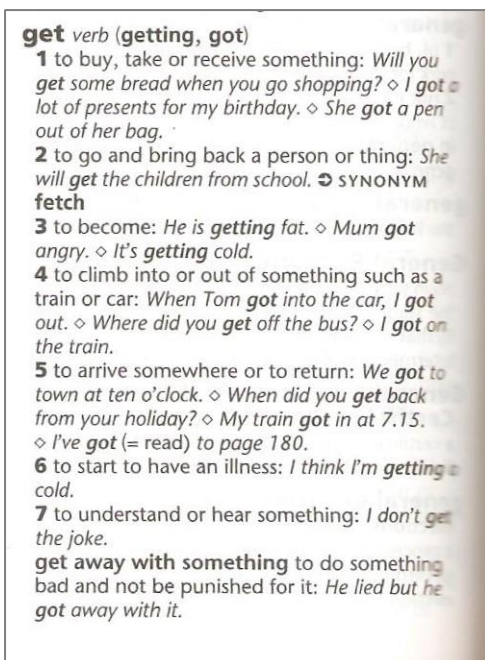 get verb (getting, got)
1 to buy, take or receive something: Will you
get some bread when you go shopping? ◇ I got a
lot of presents for my birthday. ◇ She got a pen
out of her bag.
2 to go and bring back a person or thing: She
will get the children from school. ➲ SYNONYM
fetch
3 to become: He is getting fat. ◇ Mum got
angry. ◇ It's getting cold.
4 to climb into or out of something such as a
train or car: When Tom got into the car, I got
out. ◇ Where did you get off the bus? ◇ I got on
the train.
5 to arrive somewhere or to return: We got to
town at ten o'clock. ◇ When did you get back
from your holiday? ◇ My train got in at 7.15.
◇ I've got (= read) to page 180.
6 to start to have an illness: I think I'm getting a
cold.
7 to understand or hear something: I don't get
the joke.
get away with something to do something
bad and not be punished for it: He lied but he
got away with it.